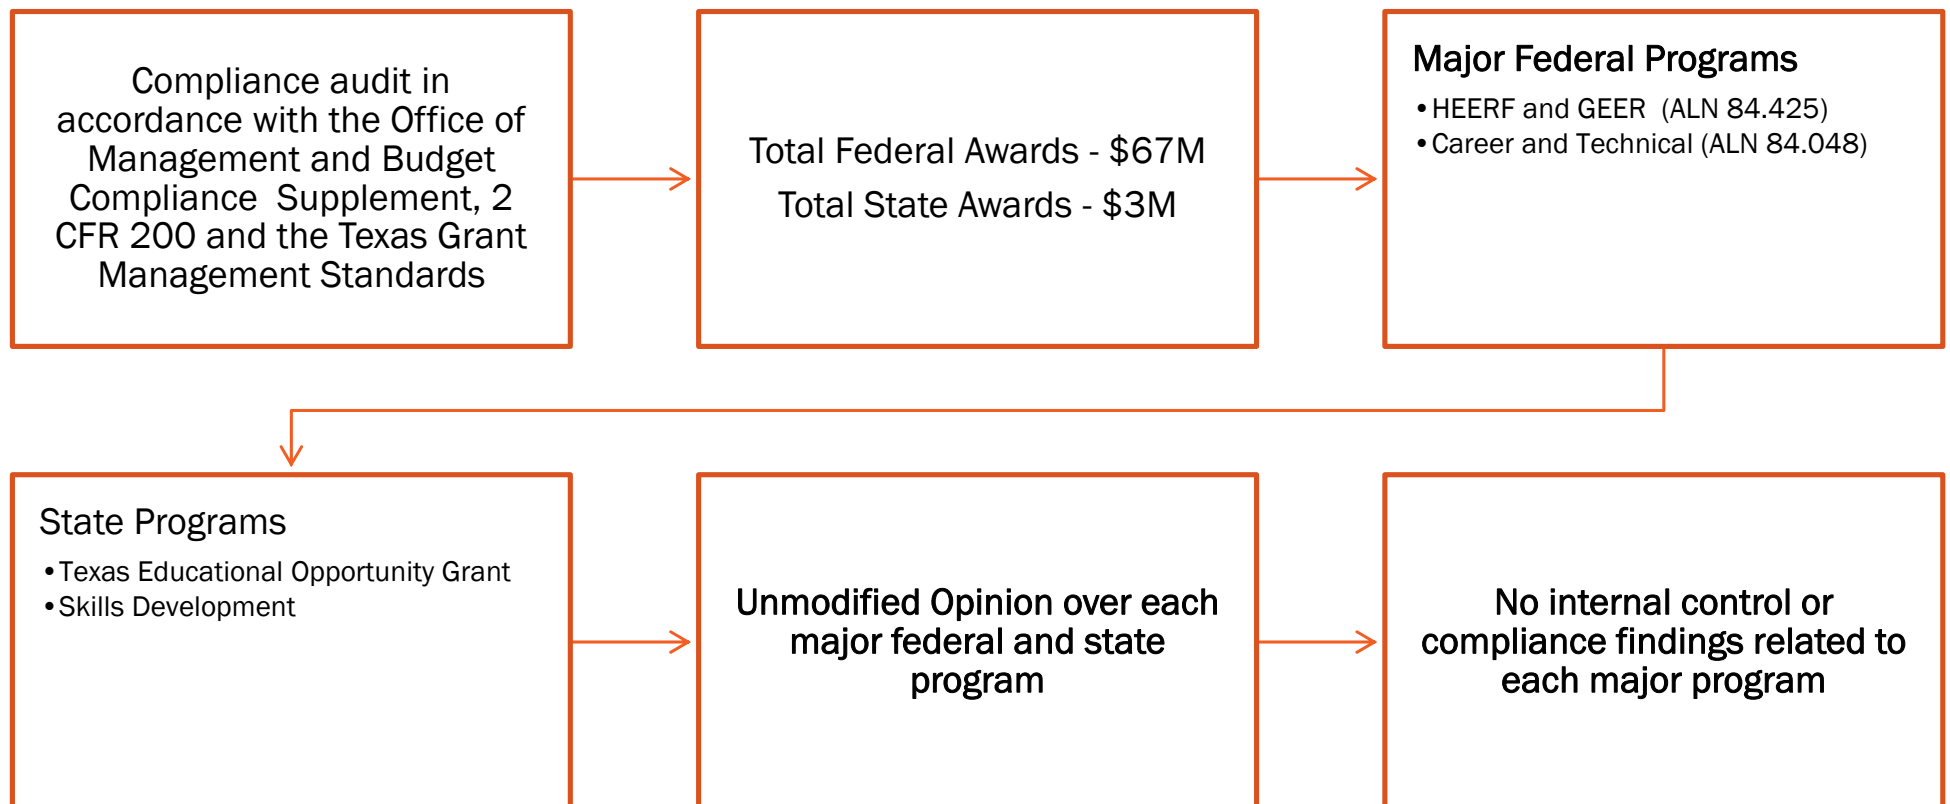 Compliance audit in
accordance with the Office of
Management and Budget
Compliance  Supplement, 2
CFR 200 and the Texas Grant
Management Standards
Total Federal Awards - $67M
Total State Awards - $3M
Major Federal Programs
•HEERF and GEER  (ALN 84.425)
•Career and Technical (ALN 84.048)
State Programs
•Texas Educational Opportunity Grant
•Skills Development
Unmodified Opinion over each
major federal and state
program
No internal control or
compliance findings related to
each major program